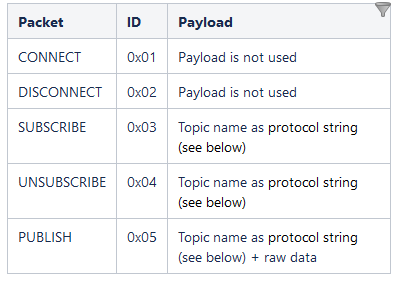 Packet ID Payload
CONNECT 0x01 Payload is not used
DISCONNECT 0x02 Payload is not used
SUBSCRIBE 0x03 Topic name as protocol string
(see below)
UNSUBSCRIBE 0x04 Topic name as protocol string
(see below)
PUBLISH 0x05 Topic name as protocol string
(see below) + raw data